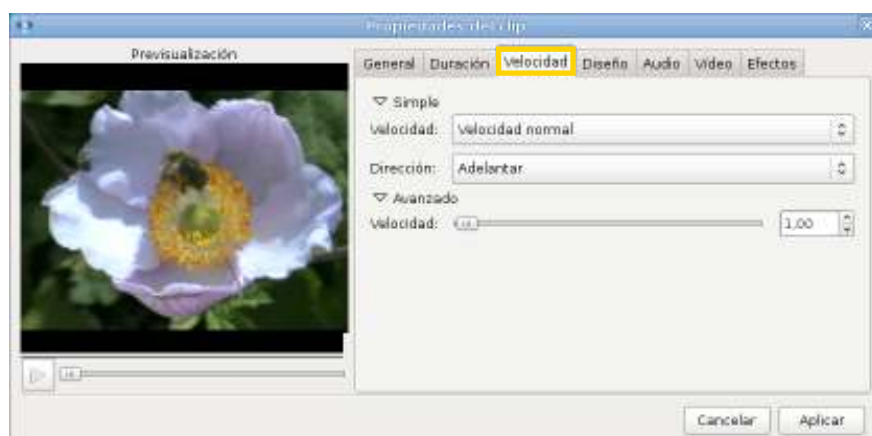 Propiedades del clip
Previsualización
General Duración Velocidad Diseño Audio Video Efectos
Simple
Velocidad: Velocidad normal
Dirección: Adelantar
Avanzado
Velocidad: 1,00
Cancelar Aplicar